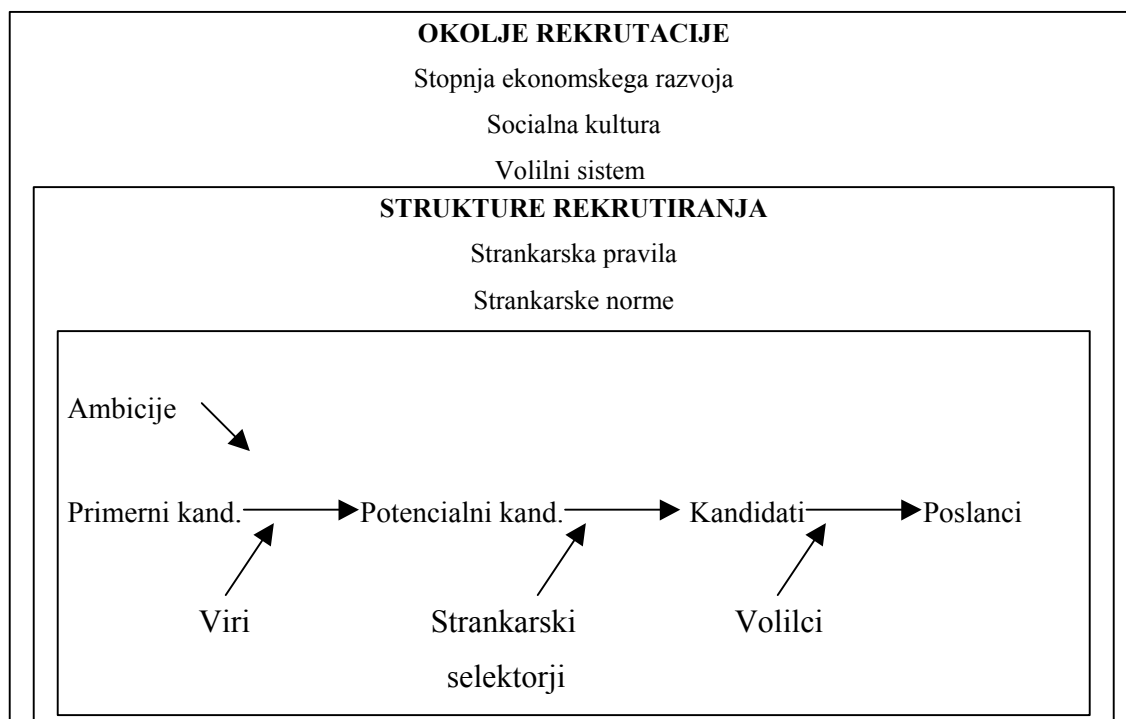 OKOLJE REKRUTACIJE
Stopnja ekonomskega razvoja
Socialna kultura
Volilni sistem
STRUKTURE REKRUTIRANJA
Strankarska pravila
Strankarske norme
Ambicije
Primerni kand. Potencialni kand. Kandidati Poslanci
Viri Strankarski Volilci
selektorji